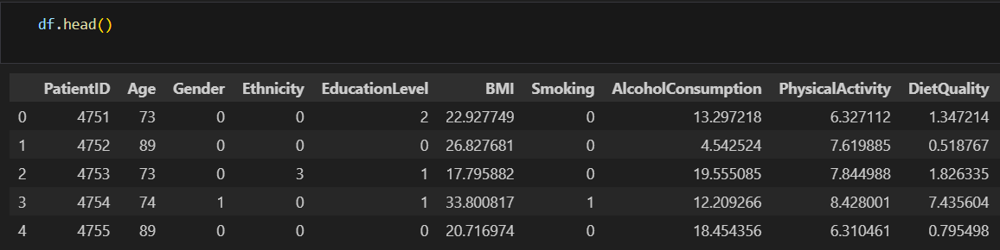 df.head()
PatientID Age Gender Ethnicity EducationLevel BMI Smoking AlcoholConsumption PhysicalActivity DietQuality
0 4751 73 0 0 2 22.927749 0 13.297218 6.327112 1.347214
1 4752 89 0 0 0 26.827681 0 4.542524 7.619885 0.518767
2 4753 73 0 3 1 17.795882 0 19.555085 7.844988 1.826335
3 4754 74 1 0 1 33.800817 1 12.209266 8.428001 7.435604
4 4755 89 0 0 0 20.716974 0 18.454356 6.310461 0.795498